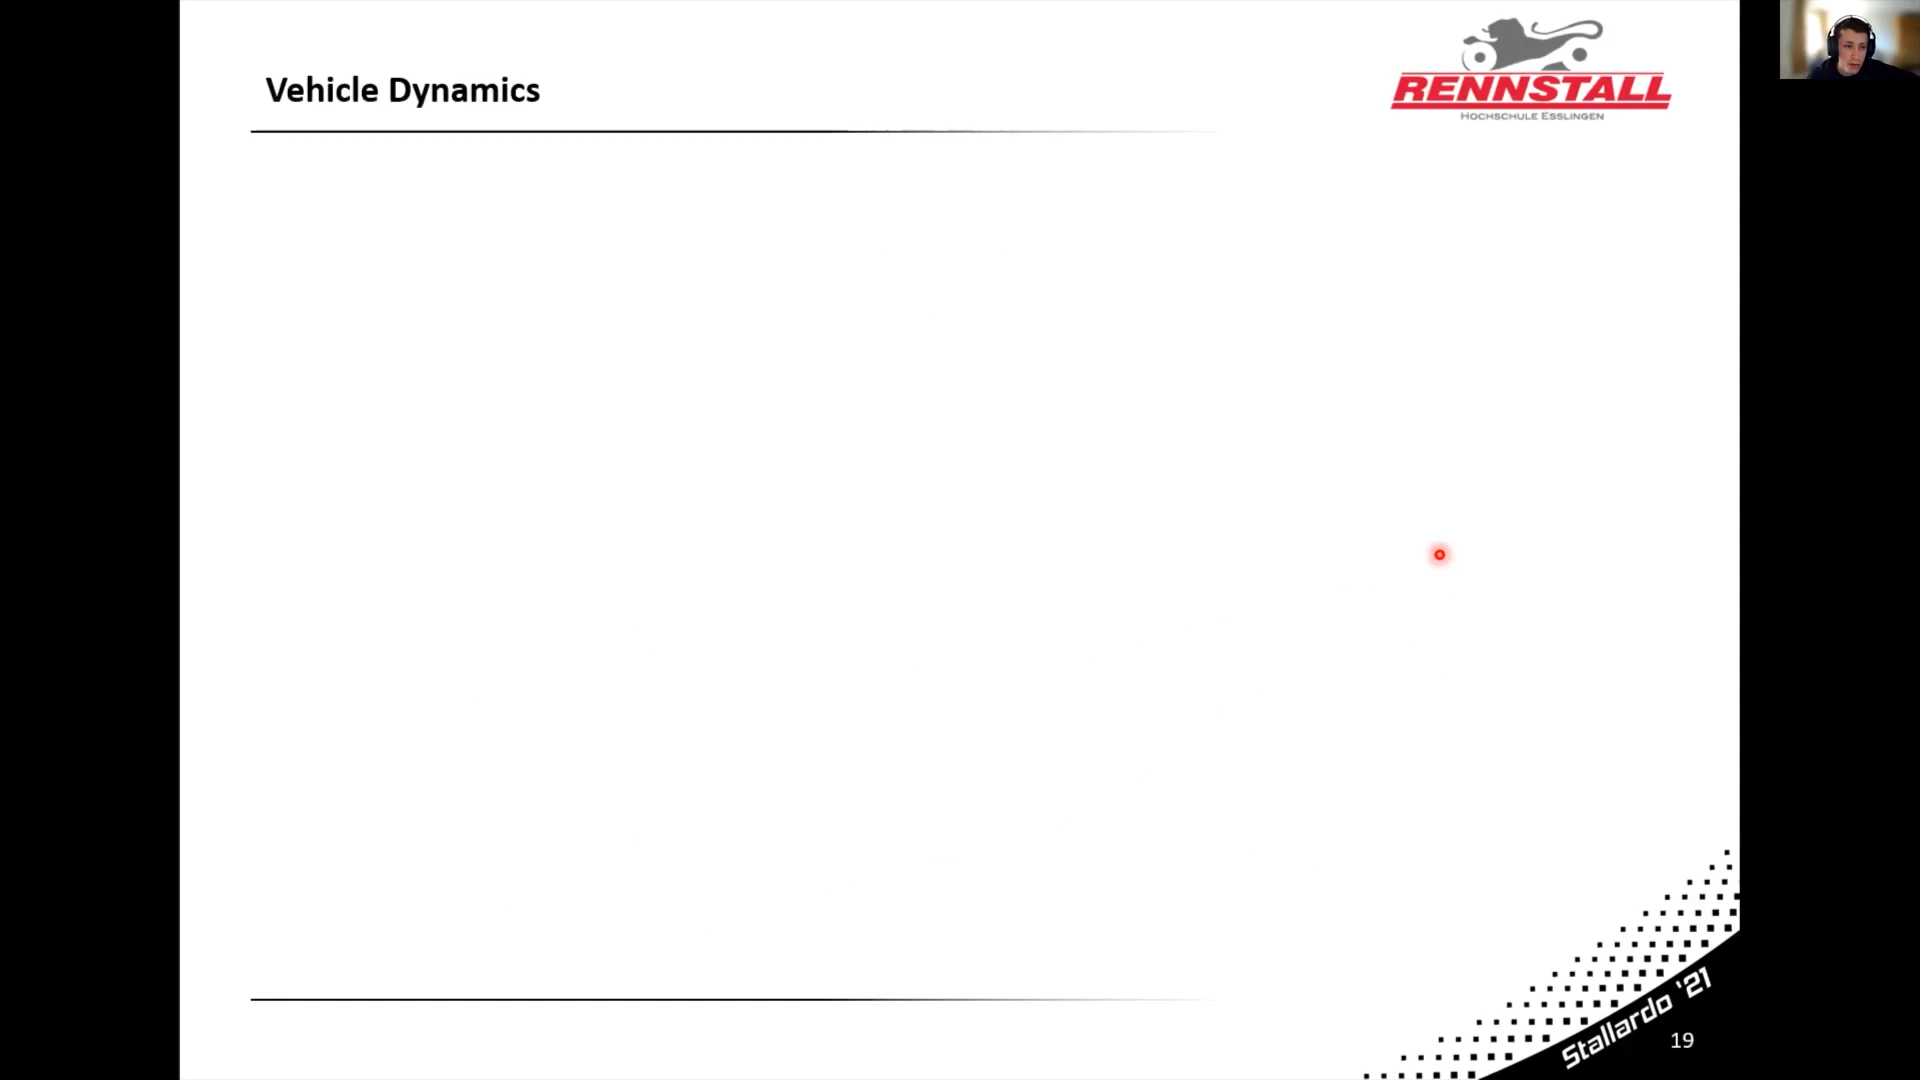 Vehicle Dynamics
RENNSTALL
HOCHSCHULE ESSLINGEN
Stallardo '21
19